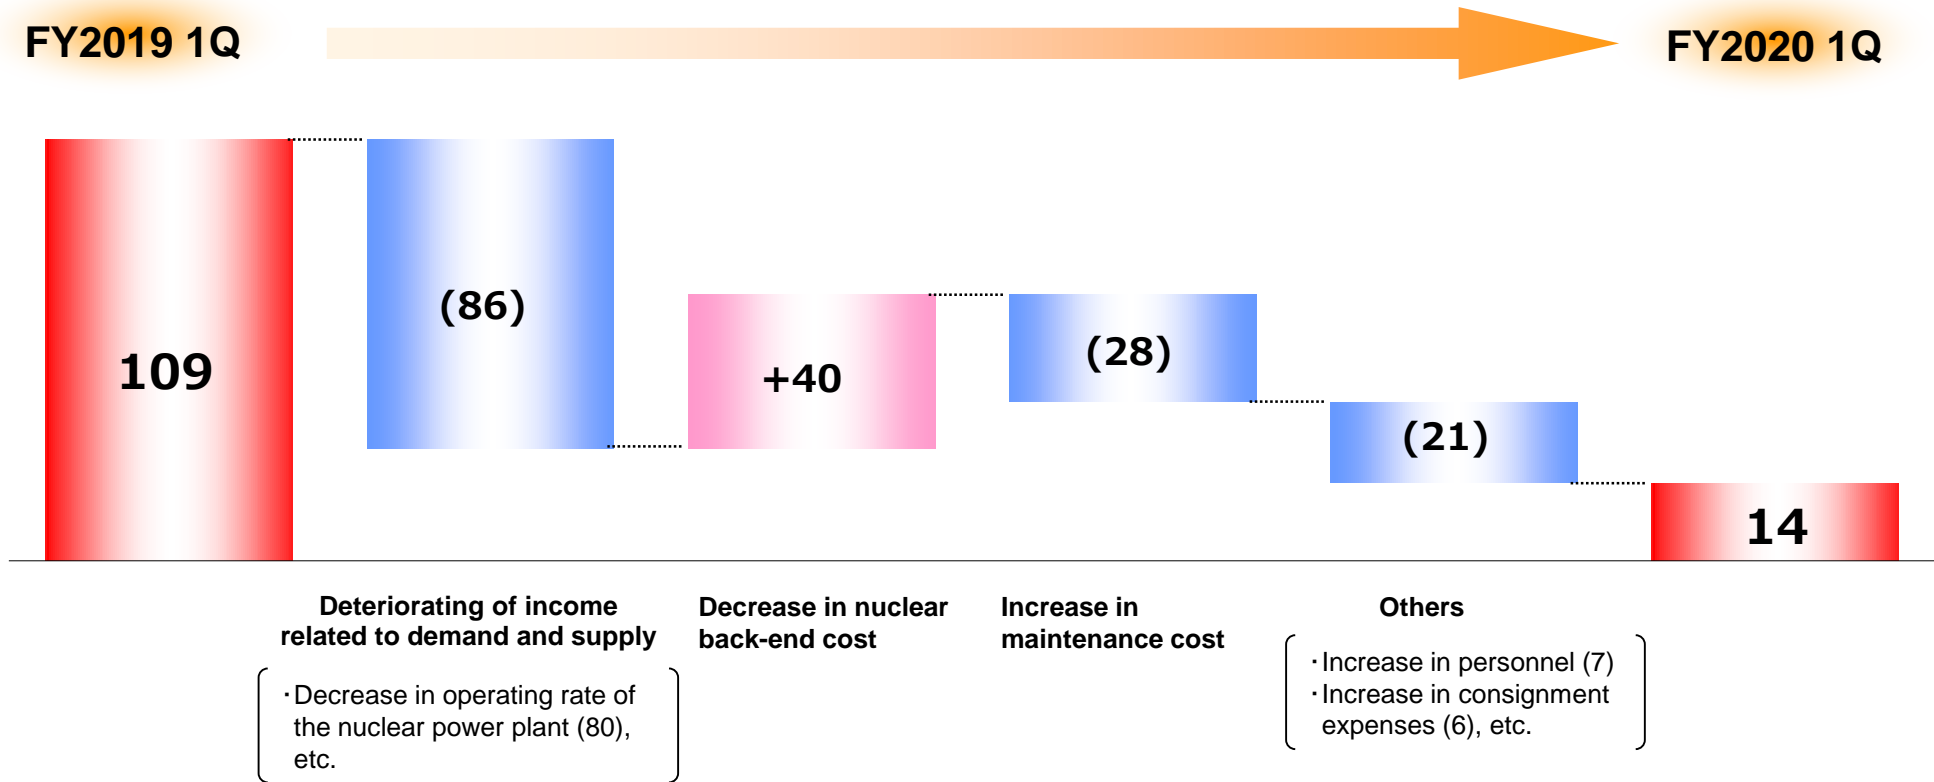 FY2019 1Q
FY2020 1Q
109
(86)
+40
(28)
(21)
14
Deteriorating of income
related to demand and supply
・Decrease in operating rate of
the nuclear power plant (80),
etc.
Decrease in nuclear
back-end cost
Increase in
maintenance cost
Others
・Increase in personnel (7)
・Increase in consignment
expenses (6), etc.